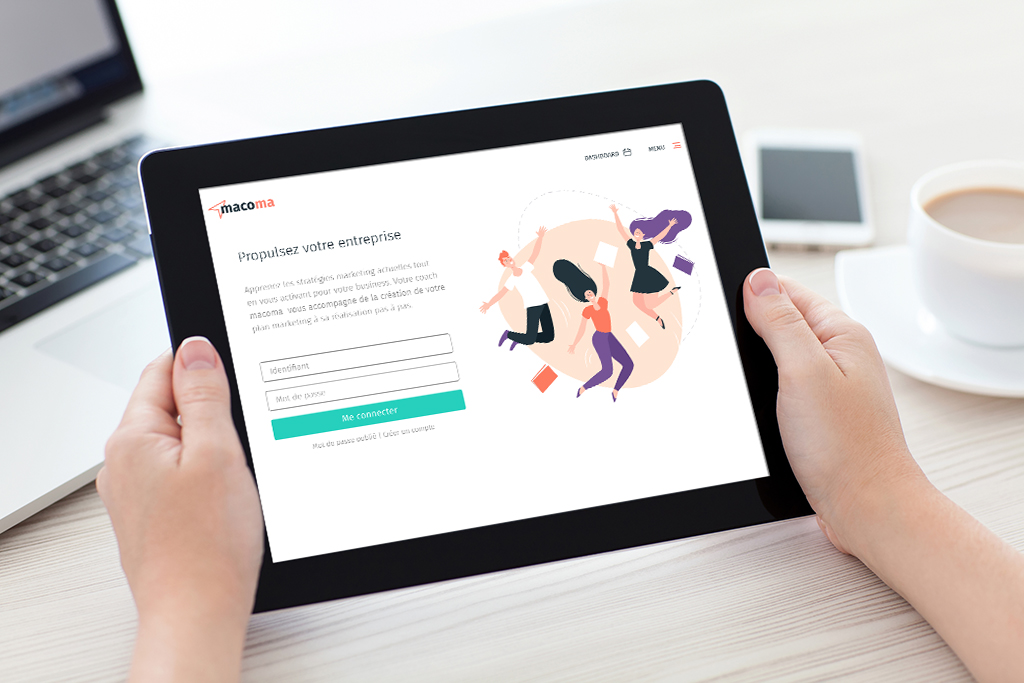 DASHBOARD MENU
macoma
Propulsez votre entreprise
Apprenez les stratégies marketing actuelles tout
en vous activant pour votre business. Votre coach
macoma vous accompagne de la création de votre
plan marketing à sa réalisation pas à pas.
Identifiant
Mot de passe
Me connecter
Mot de passe oublié | Créer un compte